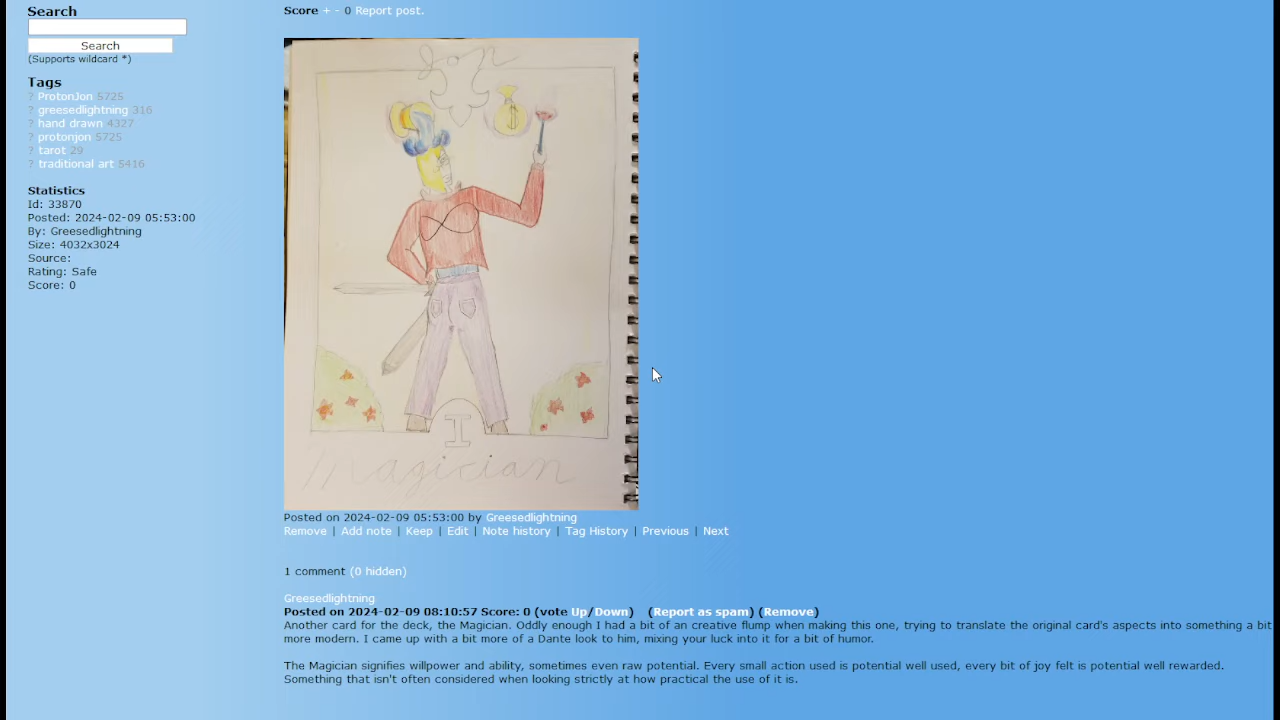 Search
Search
(Supports wildcard *)
Tags
? ProtonJon 5725
? greesedlightning 316
? hand drawn 4327
? protonjon 5725
? tarot 29
? traditional art 5416
Statistics
Id: 33870
Posted: 2024-02-09 05:53:00
By: Greesedlightning
Size: 4032x3024
Source:
Rating: Safe
Score: 0
Score + - 0 Report post.
$
I
Magician
Posted on 2024-02-09 05:53:00 by Greesedlightning
Remove | Add note | Keep | Edit | Note history | Tag History | Previous | Next
1 comment (0 hidden)
Greesedlightning
Posted on 2024-02-09 08:10:57 Score: 0 (vote Up/Down) (Report as spam) (Remove)
Another card for the deck, the Magician. Oddly enough I had a bit of an creative flump when making this one, trying to translate the original card's aspects into something a bit
more modern. I came up with a bit more of a Dante look to him, mixing your luck into it for a bit of humor.
The Magician signifies willpower and ability, sometimes even raw potential. Every small action used is potential well used, every bit of joy felt is potential well rewarded.
Something that isn't often considered when looking strictly at how practical the use of it is.